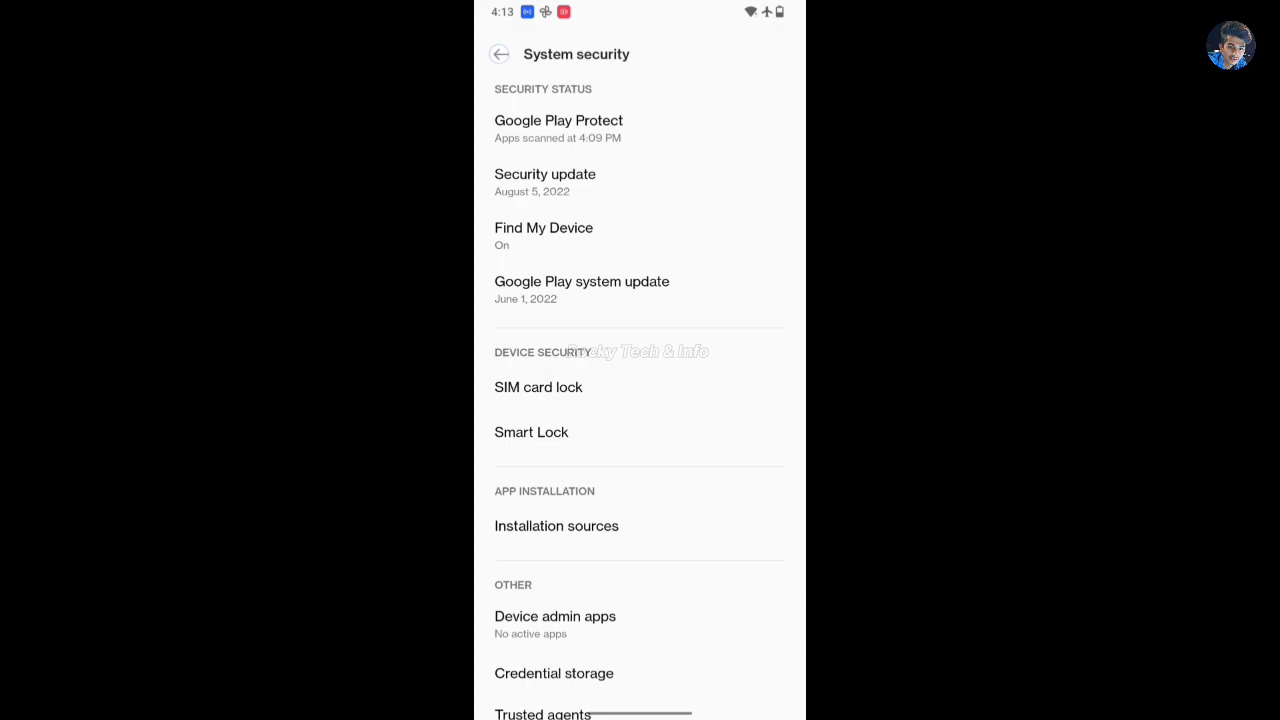 4:13
System security
SECURITY STATUS
Google Play Protect
Apps scanned at 4:09 PM
Security update
August 5, 2022
Find My Device
On
Google Play system update
June 1, 2022
DEVICE SECURITY
Rocky Tech & Info
SIM card lock
Smart Lock
APP INSTALLATION
Installation sources
OTHER
Device admin apps
No active apps
Credential storage
Trusted agents